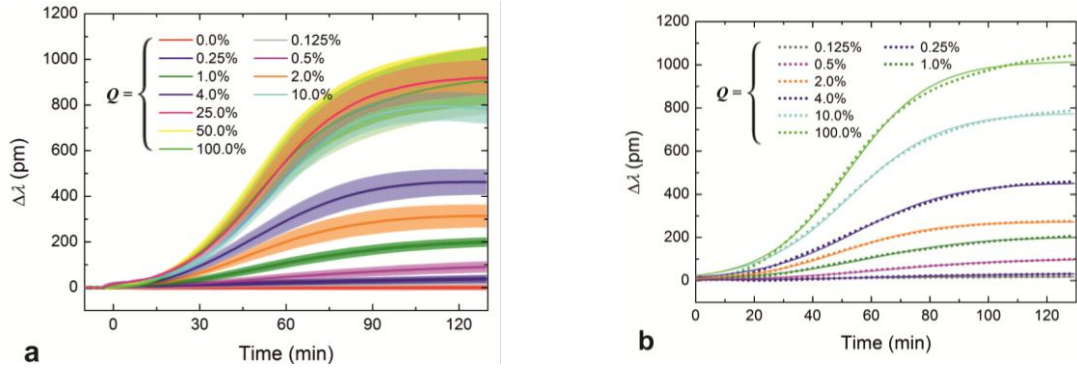 1200
1000
800
600
400
200
0
Δλ (pm)
Q =
0.0% 0.125%
0.25% 0.5%
1.0% 2.0%
4.0% 10.0%
25.0%
50.0%
100.0%
0 30 60 90 120
Time (min)
a
1200
1000
800
600
400
200
0
Δλ (pm)
Q =
0.125% 0.25%
0.5% 1.0%
2.0%
4.0%
10.0%
100.0%
0 20 40 60 80 100 120
Time (min)
b